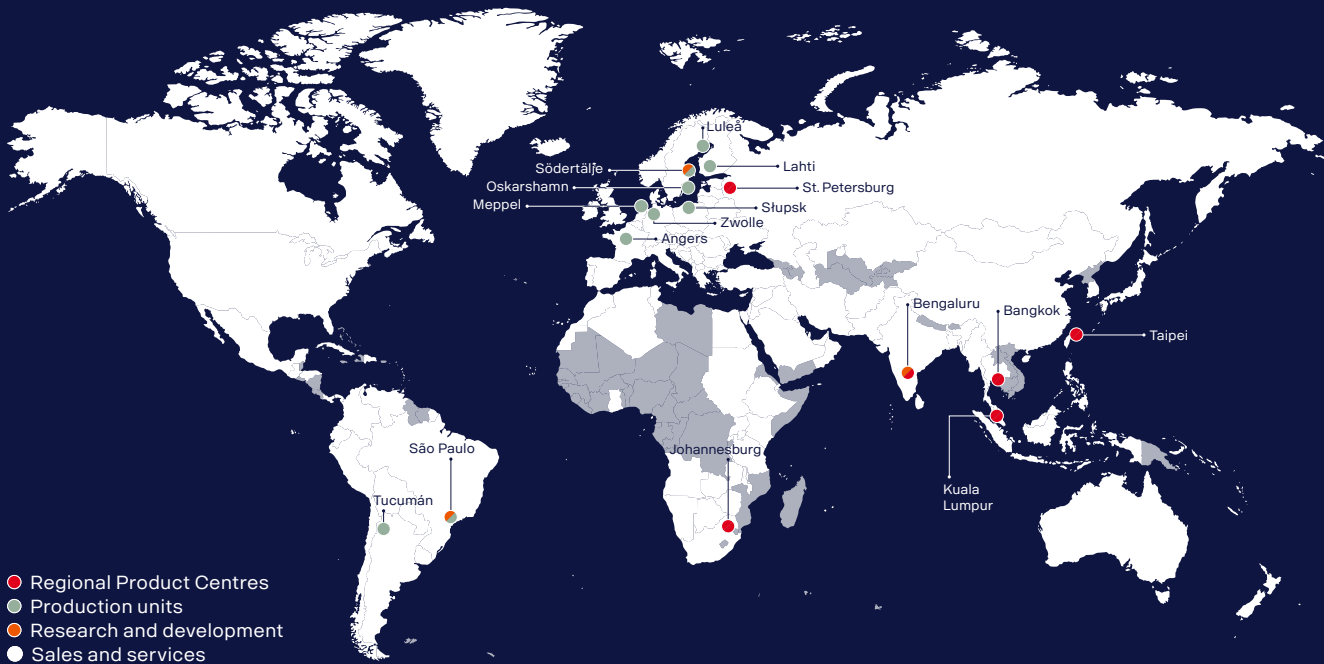 Luleå
Södertälje
Lahti
Oskarshamn
St. Petersburg
Meppel
Słupsk
Zwolle
Angers
Bengaluru
Bangkok
Taipei
São Paulo
Johannesburg
Tucumán
Kuala
Lumpur
Regional Product Centres
Production units
Research and development
Sales and services